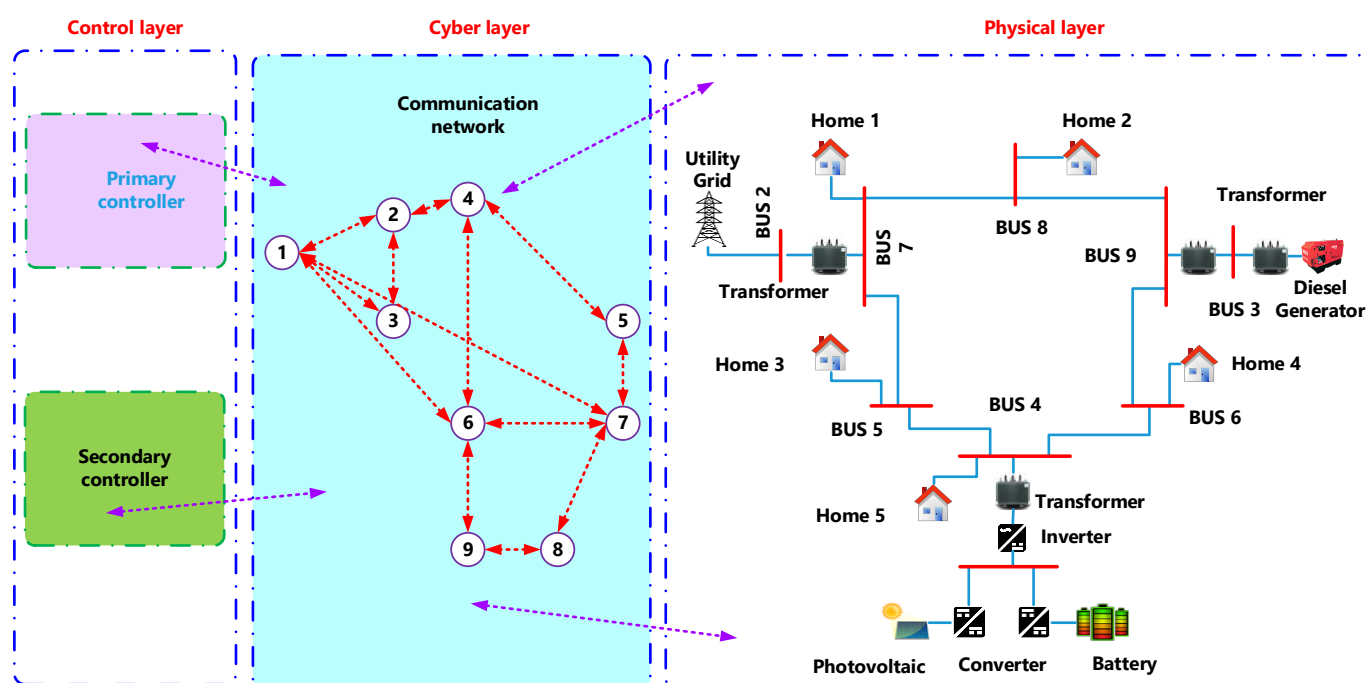 Control layer
Cyber layer
Physical layer
Primary
controller
Secondary
controller
Communication
network
1
2
3
4
5
6
7
8
9
Home 1
Home 2
Utility
Grid
BUS 2
Transformer
BUS
7
BUS 8
BUS 9
Transformer
BUS 3
Diesel
Generator
Home 3
BUS 5
BUS 4
Home 4
BUS 6
Home 5
Transformer
Inverter
Photovoltaic
Converter
Battery